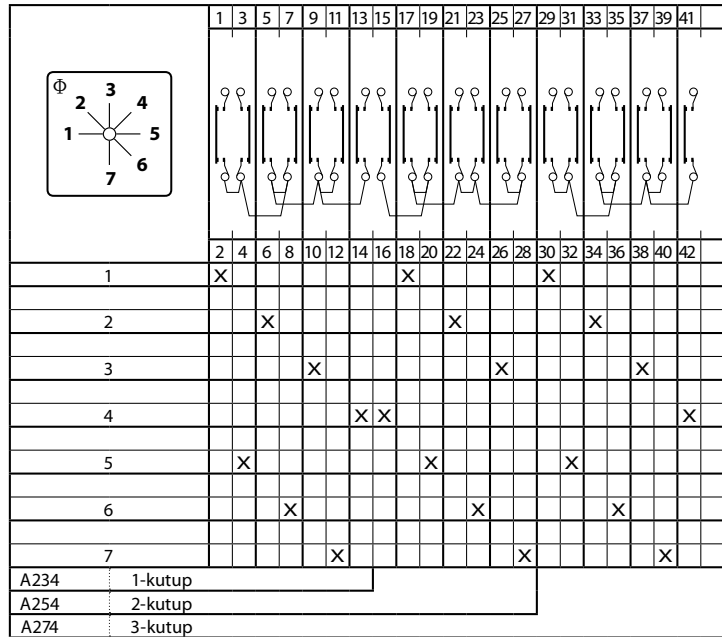 1 3 5 7 9 11 13 15 17 19 21 23 25 27 29 31 33 35 37 39 41
Φ
3
2 4
1 5
6
7
2 4 6 8 10 12 14 16 18 20 22 24 26 28 30 32 34 36 38 40 42
1 X X X
2 X X X
3 X X X
4 X X X
5 X X X
6 X X X
7 X X X
A234 1-kutup
A254 2-kutup
A274 3-kutup